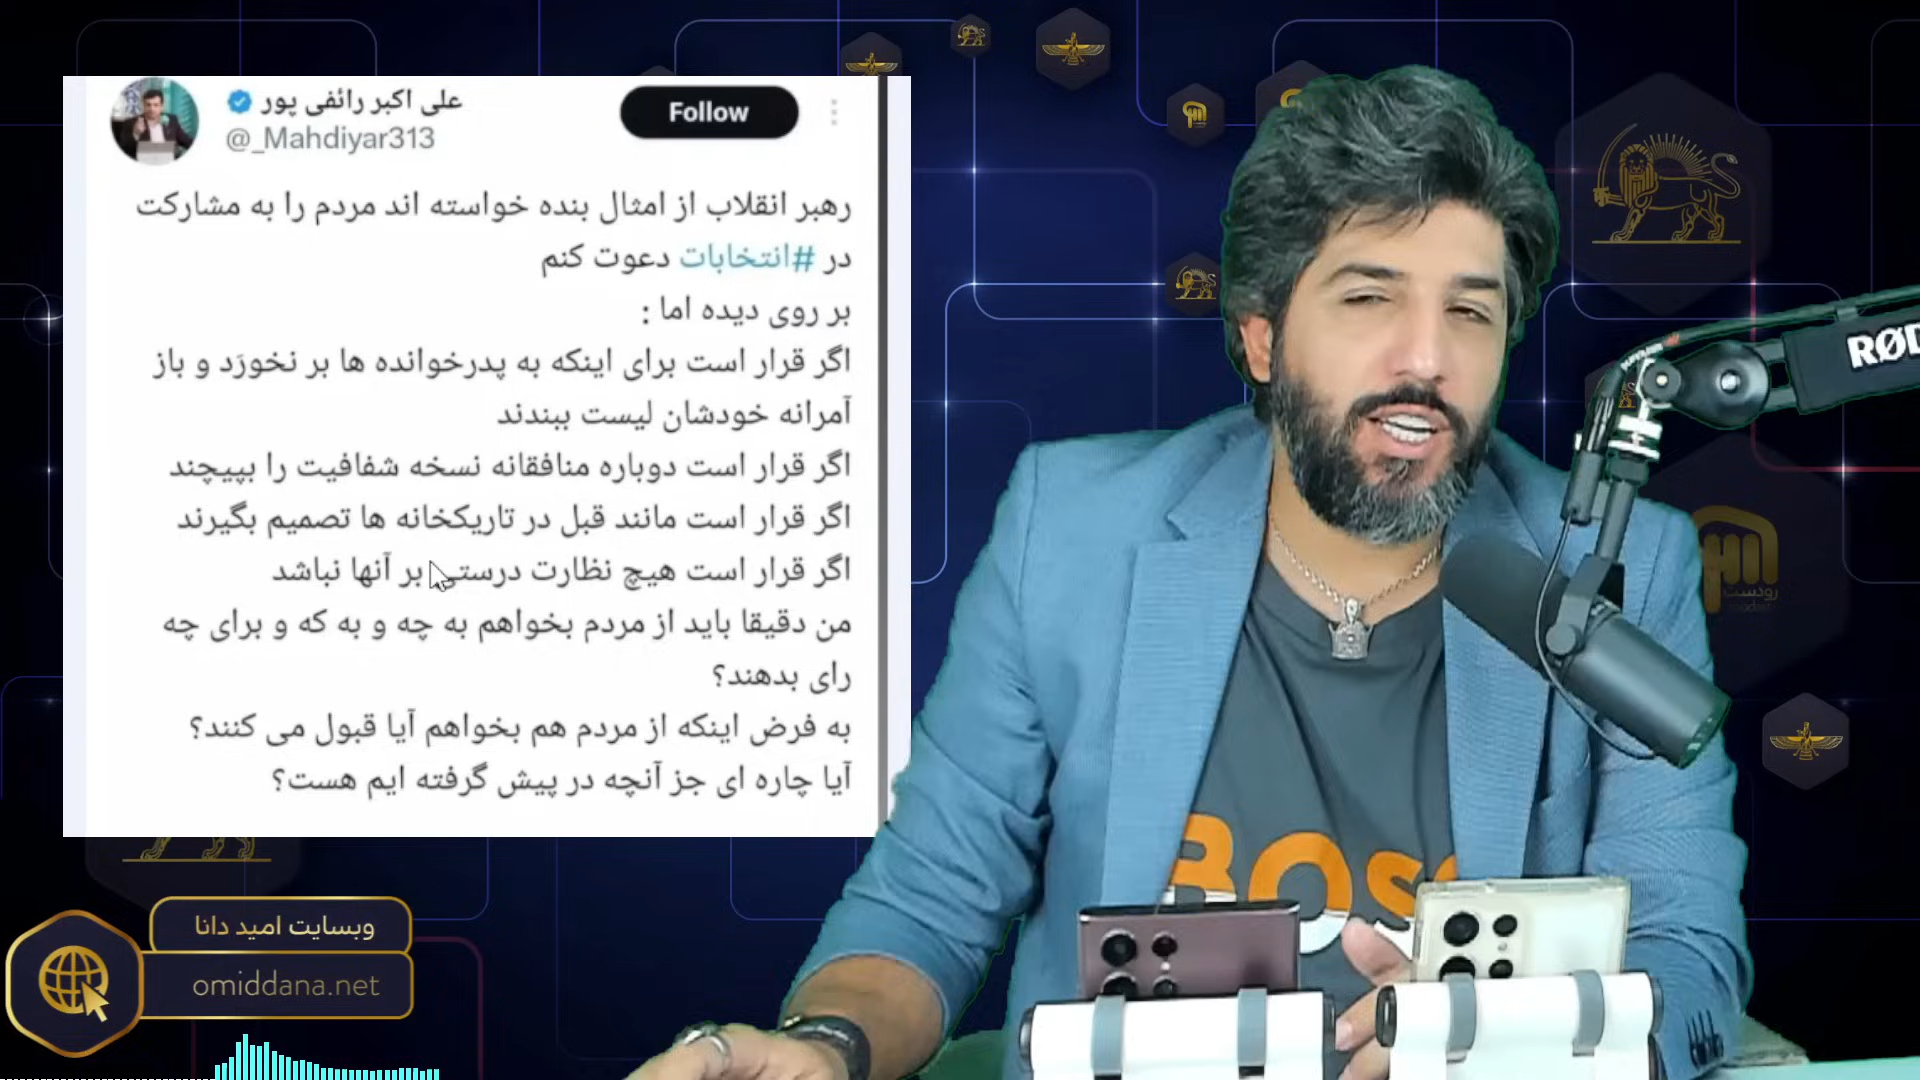 علی اکبر رائفی پور
@_Mahdiyar313
Follow
رهبر انقلاب از امثال بنده خواسته اند مردم را به مشارکت
در #انتخابات دعوت کنم
بر روی دیده اما :
اگر قرار است برای اینکه به پدرخوانده ها بر نخورَد و باز
آمرانه خودشان لیست ببندند
اگر قرار است دوباره منافقانه نسخه شفافیت را بپیچند
اگر قرار است مانند قبل در تاریکخانه ها تصمیم بگیرند
اگر قرار است هیچ نظارت درستی بر آنها نباشد
من دقیقا باید از مردم بخواهم به چه و به که و برای چه
رای بدهند؟
به فرض اینکه از مردم هم بخواهم آیا قبول می کنند؟
آیا چاره ای جز آنچه در پیش گرفته ایم هست؟
RØD
رودست
BOSS
وبسایت امید دانا
omiddana.net